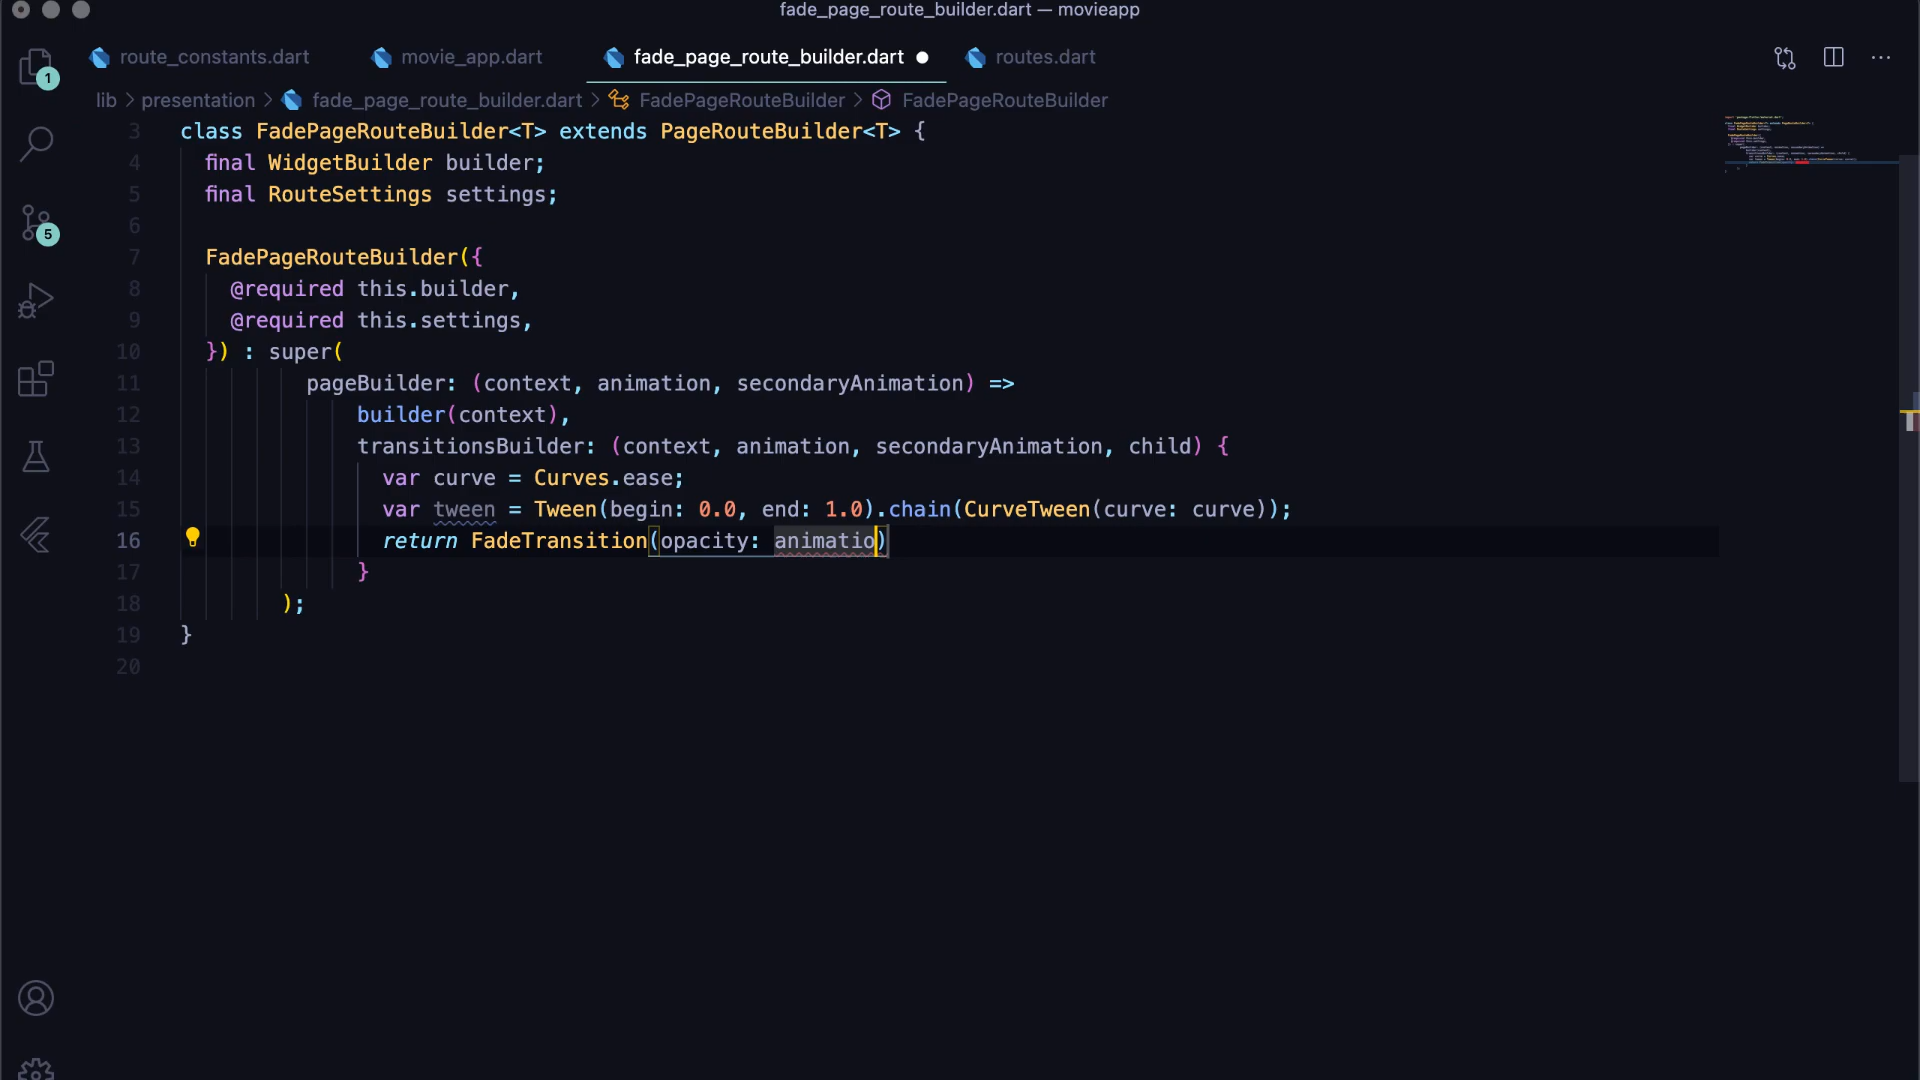 fade_page_route_builder.dart — movieapp
route_constants.dart movie_app.dart fade_page_route_builder.dart routes.dart
lib > presentation > fade_page_route_builder.dart > FadePageRouteBuilder > FadePageRouteBuilder
1
5
3 class FadePageRouteBuilder<T> extends PageRouteBuilder<T> {
4 final WidgetBuilder builder;
5 final RouteSettings settings;
6
7 FadePageRouteBuilder({
8 @required this.builder,
9 @required this.settings,
10 }) : super(
11 pageBuilder: (context, animation, secondaryAnimation) =>
12 builder(context),
13 transitionsBuilder: (context, animation, secondaryAnimation, child) {
14 var curve = Curves.ease;
15 var tween = Tween(begin: 0.0, end: 1.0).chain(CurveTween(curve: curve));
16 return FadeTransition(opacity: animatio)
17 }
18 );
19 }
20